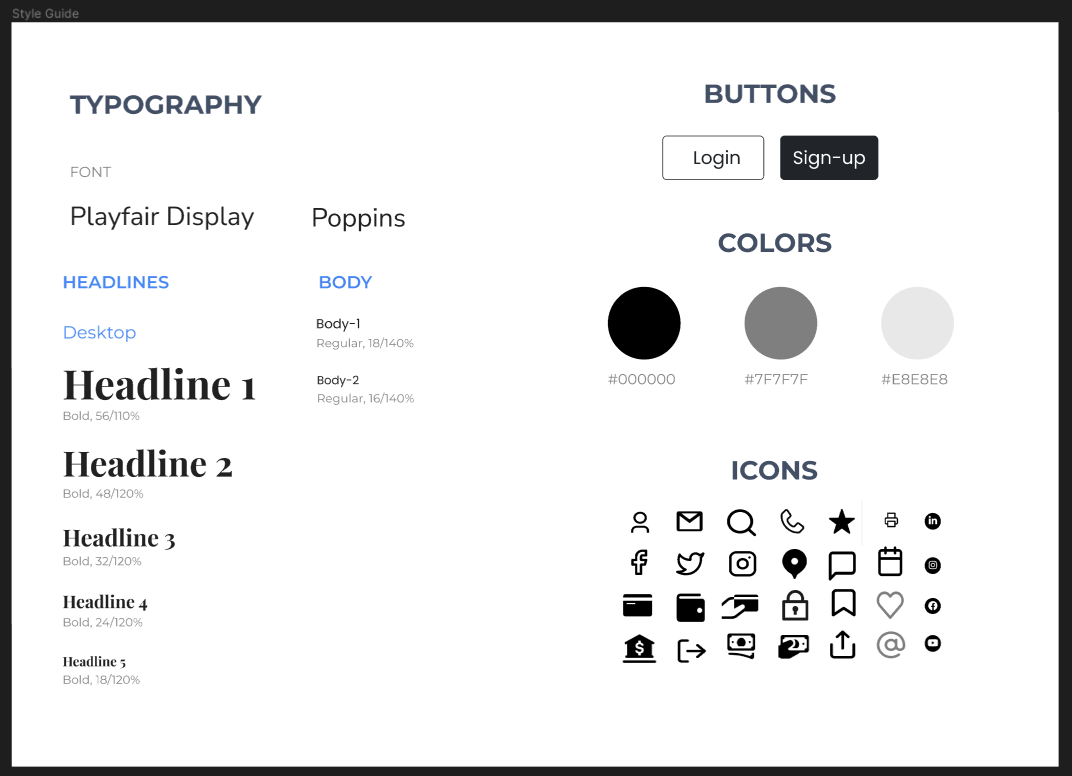 Style Guide
TYPOGRAPHY
FONT
Playfair Display
Poppins
HEADLINES
Desktop
Headline 1
Bold, 56/110%
Headline 2
Bold, 48/120%
Headline 3
Bold, 32/120%
Headline 4
Bold, 24/120%
Headline 5
Bold, 18/120%
BODY
Body-1
Regular, 18/140%
Body-2
Regular, 16/140%
BUTTONS
Login
Sign-up
COLORS
#000000
#7F7F7F
#E8E8E8
ICONS